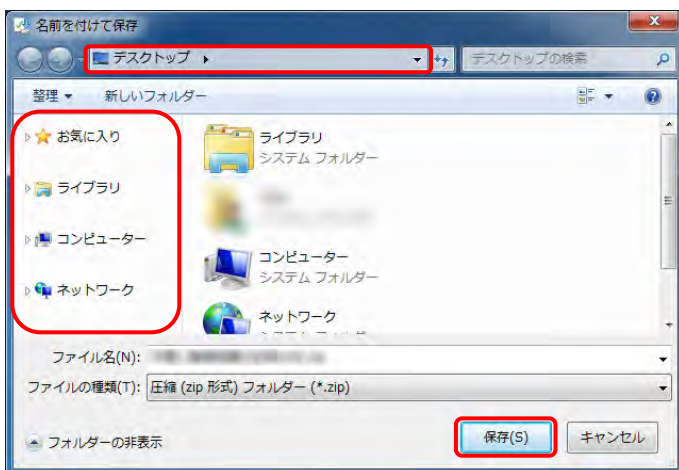 名前を付けて保存
デスクトップ
デスクトップの検索
整理
新しいフォルダー
お気に入り
ライブラリ
コンピューター
ネットワーク
ライブラリ
システム フォルダー
コンピューター
システム フォルダー
ネットワーク
ファイル名(N):
ファイルの種類(T): 圧縮 (zip 形式) フォルダー (*.zip)
フォルダーの非表示
保存(S)
キャンセル